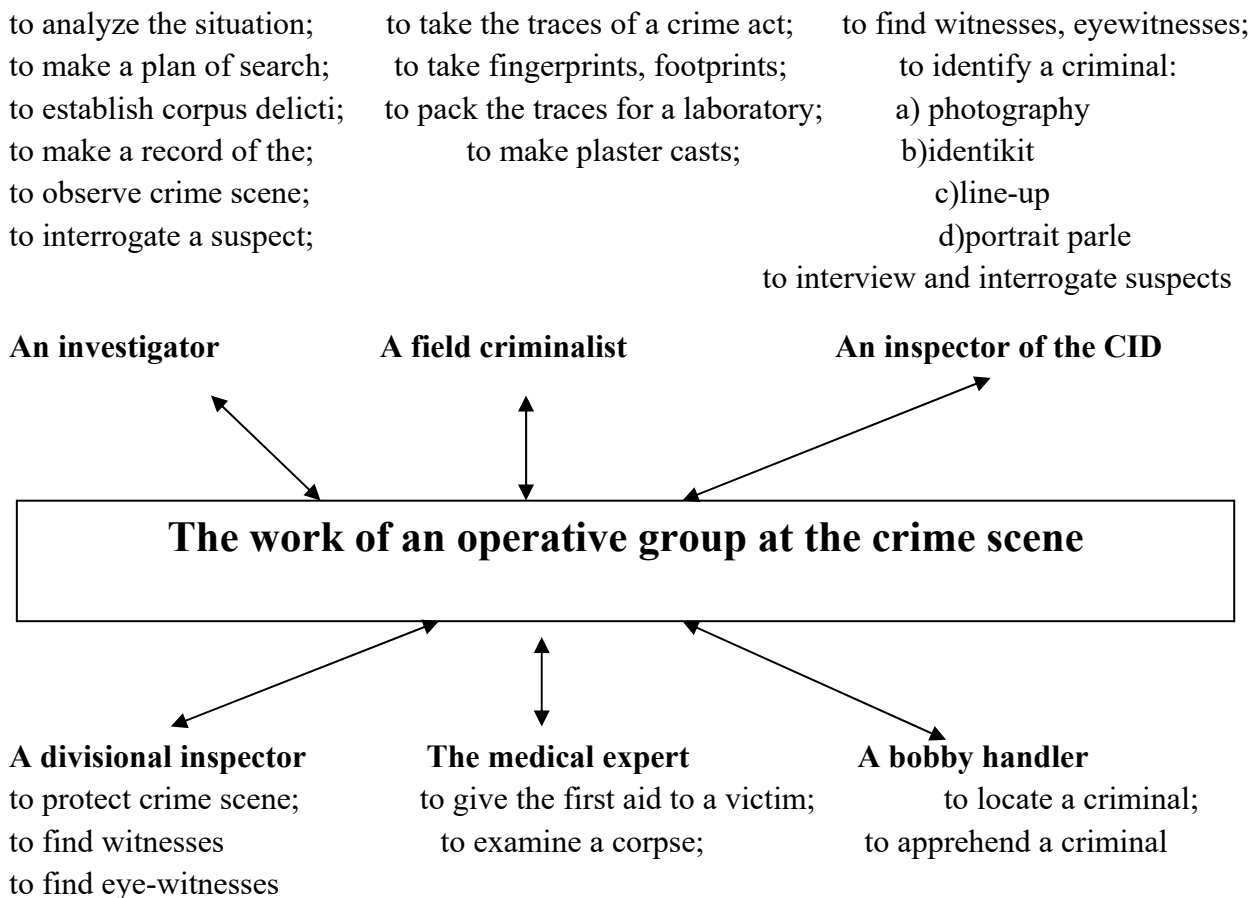 to analyze the situation;
to make a plan of search;
to establish corpus delicti;
to make a record of the;
to observe crime scene;
to interrogate a suspect;
to take the traces of a crime act;
to take fingerprints, footprints;
to pack the traces for a laboratory;
to make plaster casts;
to find witnesses, eyewitnesses;
to identify a criminal:
a) photography
b)identikit
c)line-up
d)portrait parle
to interview and interrogate suspects
An investigator
A field criminalist
An inspector of the CID
The work of an operative group at the crime scene
A divisional inspector
to protect crime scene;
to find witnesses
to find eye-witnesses
The medical expert
to give the first aid to a victim;
to examine a corpse;
A bobby handler
to locate a criminal;
to apprehend a criminal